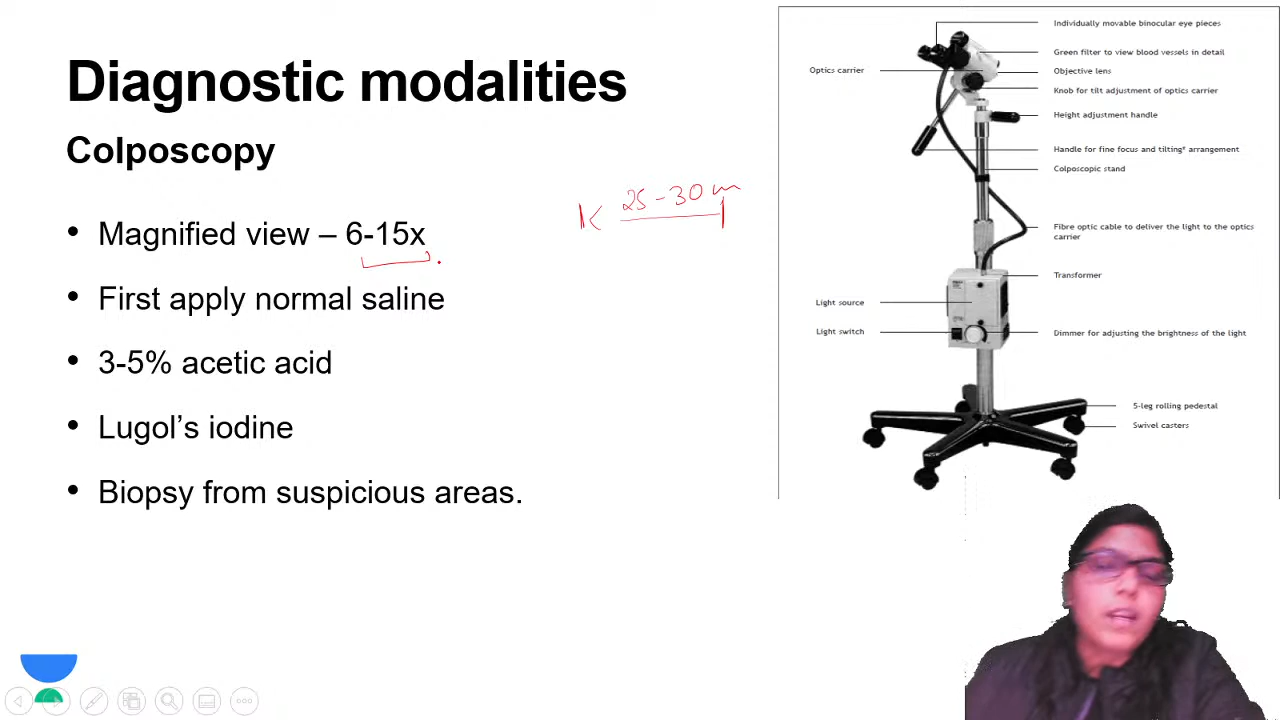 Diagnostic modalities
Colposcopy
• Magnified view – 6-15x
• First apply normal saline
• 3-5% acetic acid
• Lugol’s iodine
• Biopsy from suspicious areas.
25-30
Individually movable binocular eye pieces
Green filter to view blood vessels in detail
Optics carrier
Objective lens
Knob for tilt adjustment of optics carrier
Height adjustment handle
Handle for fine focus and tilting* arrangement
Colposcopic stand
Fibre optic cable to deliver the light to the optics
carrier
Transformer
Light source
Light switch
Dimmer for adjusting the brightness of the light
5-leg rolling pedestal
Swivel casters